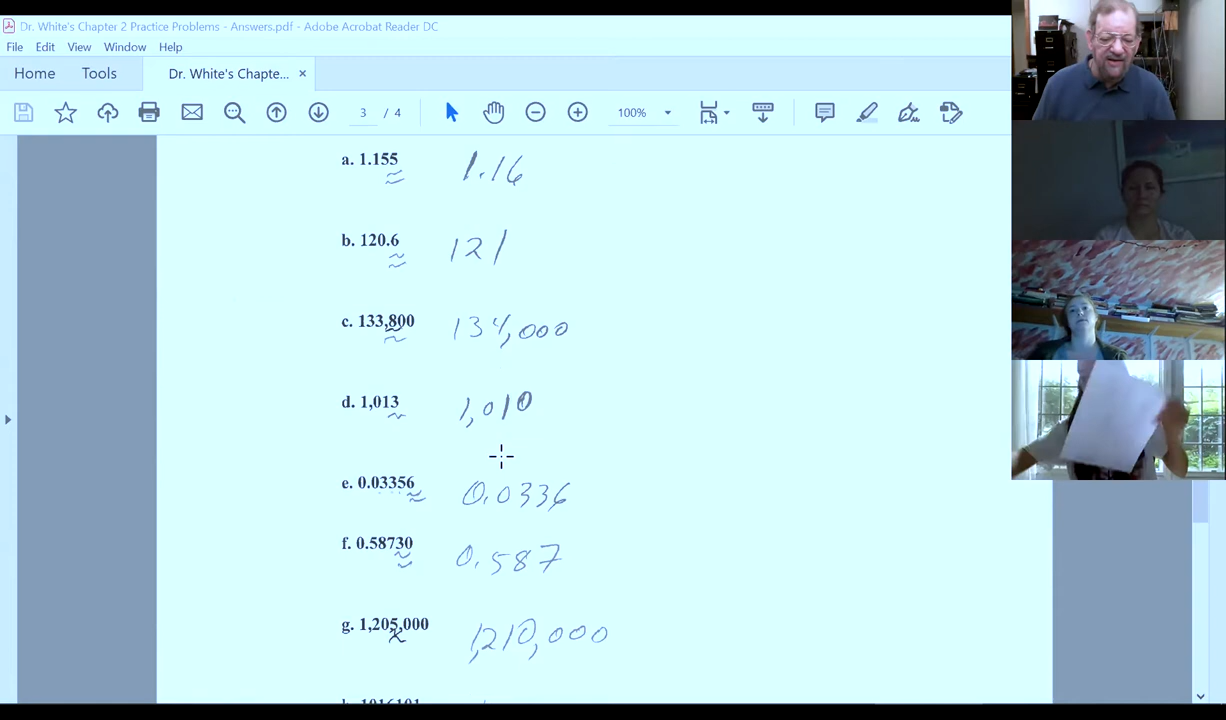 Dr. White's Chapter 2 Practice Problems - Answers.pdf - Adobe Acrobat Reader DC
File Edit View Window Help
Home Tools Dr. White's Chapte... ×
3 / 4 100%
a. 1.155 1.16
b. 120.6 121
c. 133,800 134,000
d. 1,013 1,010
e. 0.03356 0.0336
f. 0.58730 0.587
g. 1,205,000 1,210,000